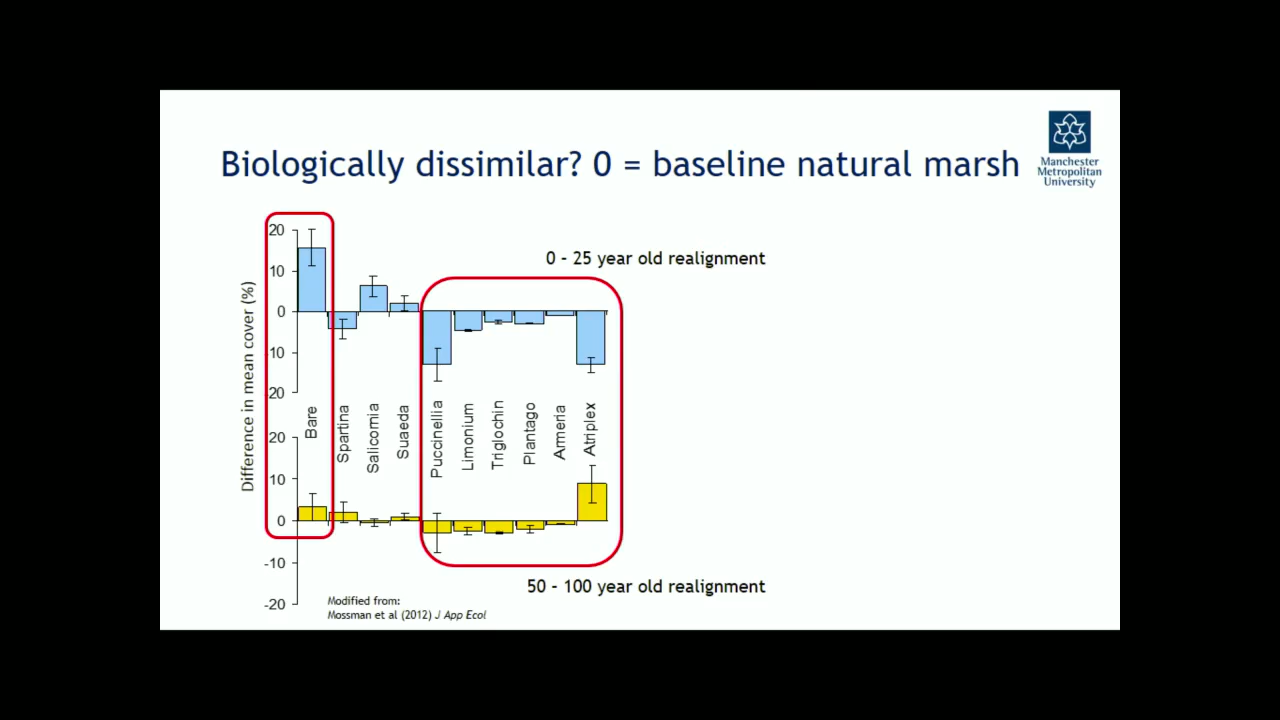 Biologically dissimilar? 0 = baseline natural marsh
Manchester
Metropolitan
University
0 - 25 year old realignment
Difference in mean cover (%)
20
10
0
10
20
Bare
Spartina
Salicornia
Suaeda
Puccinellia
Limonium
Triglochin
Plantago
Armeria
Atriplex
20
10
0
-10
-20
50 - 100 year old realignment
Modified from:
Mossman et al (2012) J App Ecol